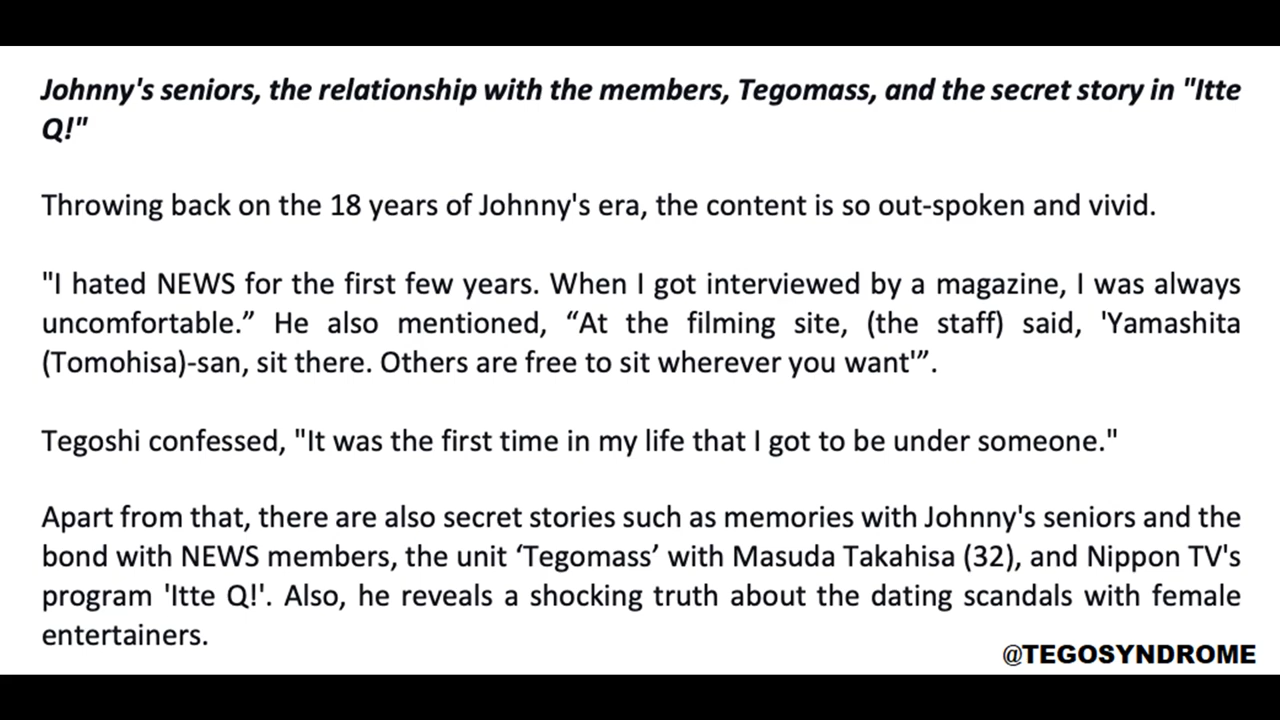 Johnny's seniors, the relationship with the members, Tegomass, and the secret story in "Itte
Q!"
Throwing back on the 18 years of Johnny's era, the content is so out-spoken and vivid.
"I hated NEWS for the first few years. When I got interviewed by a magazine, I was always
uncomfortable.” He also mentioned, “At the filming site, (the staff) said, 'Yamashita
(Tomohisa)-san, sit there. Others are free to sit wherever you want'”.
Tegoshi confessed, "It was the first time in my life that I got to be under someone."
Apart from that, there are also secret stories such as memories with Johnny's seniors and the
bond with NEWS members, the unit ‘Tegomass’ with Masuda Takahisa (32), and Nippon TV's
program 'Itte Q!'. Also, he reveals a shocking truth about the dating scandals with female
entertainers.
@TEGOSYNDROME